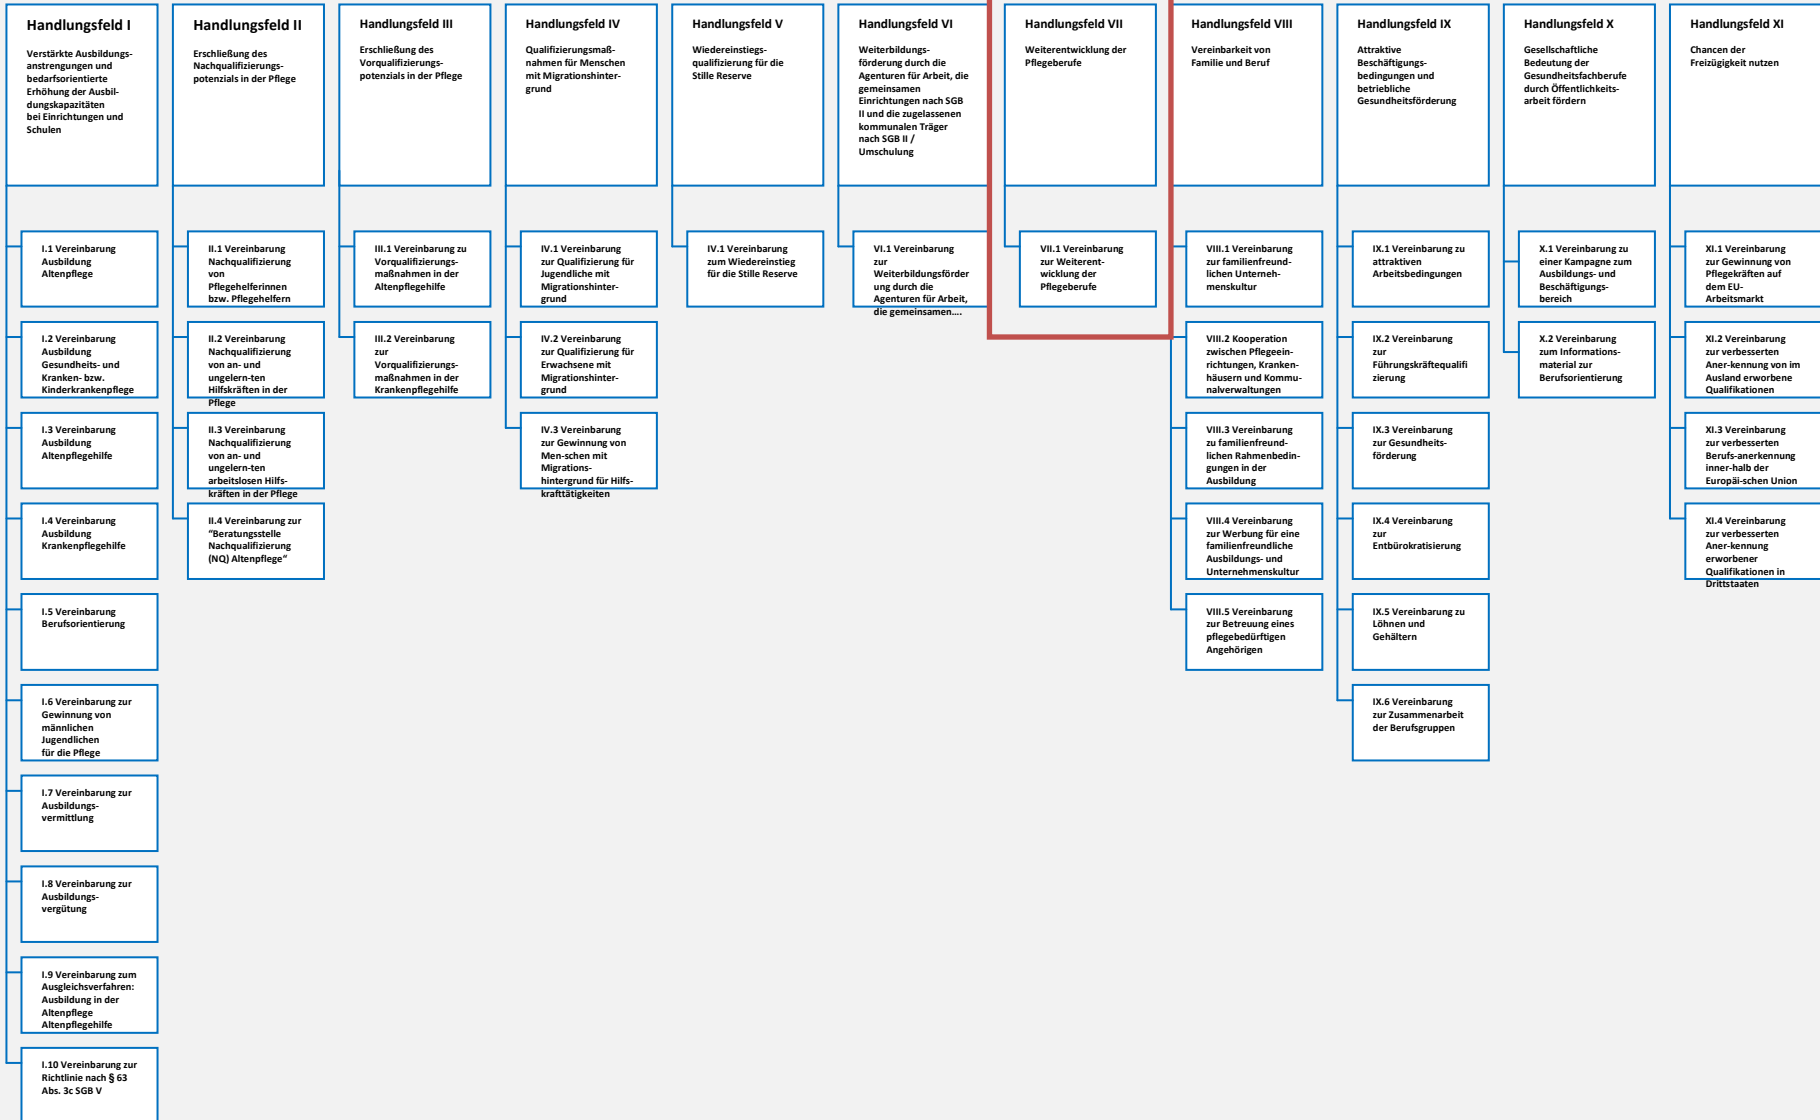 Handlungsfeld I
Verstärkte Ausbildungs-
anstrengungen und
bedarfsorientierte
Erhöhung der Ausbil-
dungskapazitäten
bei Einrichtungen und
Schulen
I.1 Vereinbarung
Ausbildung
Altenpflege
I.2 Vereinbarung
Ausbildung
Gesundheits- und
Kranken- bzw.
Kinderkrankenpflege
I.3 Vereinbarung
Ausbildung
Altenpflegehilfe
I.4 Vereinbarung
Ausbildung
Krankenpflegehilfe
I.5 Vereinbarung
Berufsorientierung
I.6 Vereinbarung zur
Gewinnung von
männlichen
Jugendlichen
für die Pflege
I.7 Vereinbarung zur
Ausbildungs-
vermittlung
I.8 Vereinbarung zur
Ausbildungs-
vergütung
I.9 Vereinbarung zum
Ausgleichsverfahren:
Ausbildung in der
Altenpflege
Altenpflegehilfe
I.10 Vereinbarung zur
Richtlinie nach § 63
Abs. 3c SGB V
Handlungsfeld II
Erschließung des
Nachqualifizierungs-
potenzials in der Pflege
II.1 Vereinbarung
Nachqualifizierung
von
Pflegehelferinnen
bzw. Pflegehelfern
II.2 Vereinbarung
Nachqualifizierung
von an- und
ungelern-ten
Hilfskräften in der
Pflege
II.3 Vereinbarung
Nachqualifizierung
von an- und
ungelern-ten
arbeitslosen Hilfs-
kräften in der Pflege
II.4 Vereinbarung zur
"Beratungsstelle
Nachqualifizierung
(NQ) Altenpflege“
Handlungsfeld III
Erschließung des
Vorqualifizierungs-
potenzials in der Pflege
III.1 Vereinbarung zu
Vorqualifizierungs-
maßnahmen in der
Altenpflegehilfe
III.2 Vereinbarung
zur
Vorqualifizierungs-
maßnahmen in der
Krankenpflegehilfe
Handlungsfeld IV
Qualifizierungsmaß-
nahmen für Menschen
mit Migrationshinter-
grund
IV.1 Vereinbarung
zur Qualifizierung für
Jugendliche mit
Migrationshinter-
grund
IV.2 Vereinbarung
zur Qualifizierung für
Erwachsene mit
Migrationshinter-
grund
IV.3 Vereinbarung
zur Gewinnung von
Men-schen mit
Migrations-
hintergrund für Hilfs-
krafttätigkeiten
Handlungsfeld V
Wiedereinstiegs-
qualifizierung für die
Stille Reserve
IV.1 Vereinbarung
zum Wiedereinstieg
für die Stille Reserve
Handlungsfeld VI
Weiterbildungs-
förderung durch die
Agenturen für Arbeit, die
gemeinsamen
Einrichtungen nach SGB
II und die zugelassenen
kommunalen Träger
nach SGB II /
Umschulung
VI.1 Vereinbarung
zur
Weiterbildungsförder
ung durch die
Agenturen für Arbeit,
die gemeinsamen....
Handlungsfeld VII
Weiterentwicklung der
Pflegeberufe
VII.1 Vereinbarung
zur Weiterent-
wicklung der
Pflegeberufe
Handlungsfeld VIII
Vereinbarkeit von
Familie und Beruf
VIII.1 Vereinbarung
zur familienfreund-
lichen Unterneh-
menskultur
VIII.2 Kooperation
zwischen Pflegeein-
richtungen, Kranken-
häusern und Kommu-
nalverwaltungen
VIII.3 Vereinbarung
zu familienfreund-
lichen Rahmenbedin-
gungen in der
Ausbildung
VIII.4 Vereinbarung
zur Werbung für eine
familienfreundliche
Ausbildungs- und
Unternehmenskultur
VIII.5 Vereinbarung
zur Betreuung eines
pflegebedürftigen
Angehörigen
Handlungsfeld IX
Attraktive
Beschäftigungs-
bedingungen und
betriebliche
Gesundheitsförderung
IX.1 Vereinbarung zu
attraktiven
Arbeitsbedingungen
IX.2 Vereinbarung
zur
Führungskräftequalifi
zierung
IX.3 Vereinbarung
zur Gesundheits-
förderung
IX.4 Vereinbarung
zur
Entbürokratisierung
IX.5 Vereinbarung zu
Löhnen und
Gehältern
IX.6 Vereinbarung
zur Zusammenarbeit
der Berufsgruppen
Handlungsfeld X
Gesellschaftliche
Bedeutung der
Gesundheitsfachberufe
durch Öffentlichkeits-
arbeit fördern
X.1 Vereinbarung zu
einer Kampagne zum
Ausbildungs- und
Beschäftigungs-
bereich
X.2 Vereinbarung
zum Informations-
material zur
Berufsorientierung
Handlungsfeld XI
Chancen der
Freizügigkeit nutzen
XI.1 Vereinbarung
zur Gewinnung von
Pflegekräften auf
dem EU-
Arbeitsmarkt
XI.2 Vereinbarung
zur verbesserten
Aner-kennung von im
Ausland erworbene
Qualifikationen
XI.3 Vereinbarung
zur verbesserten
Berufs-anerkennung
inner-halb der
Europäi-schen Union
XI.4 Vereinbarung
zur verbesserten
Aner-kennung
erworbener
Qualifikationen in
Drittstaaten